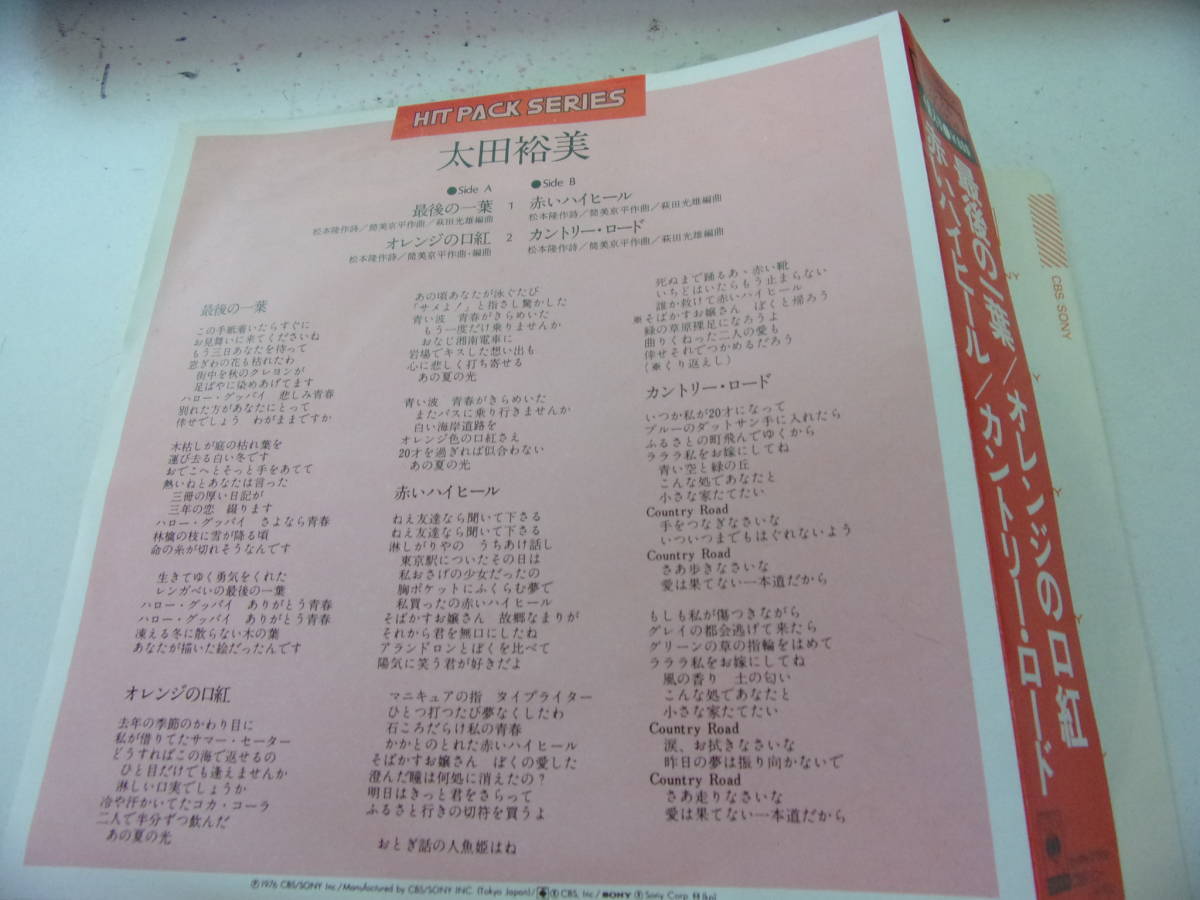 HIT PACK SERIES
太田裕美
●Side A
最後の一葉 1
松本隆作詩/筒美京平作曲/萩田光雄編曲
オレンジの口紅 2
松本隆作詩/筒美京平作曲・編曲
●Side B
赤いハイヒール
松本隆作詩/筒美京平作曲/萩田光雄編曲
カントリー・ロード
松本隆作詩/筒美京平作曲/萩田光雄編曲
最後の一葉
この手紙着いたらすぐに
お見舞いに来てくださいね
もう三日あなたを待って
窓ぎわの花も枯れたわ
街中を秋のクレヨンが
足ばやに染めあげてます
ハロー・グッバイ 悲しみ青春
別れた方があなたにとって
倖せでしょう わがままですか
木枯しが庭の枯れ葉を
運び去る白い冬です
おでこへとそっと手をあてて
熱いねとあなたは言った
三冊の厚い日記が
三年の恋 綴ります
ハロー・グッバイ さよなら青春
林檎の枝に雪が降る頃
命の糸が切れそうなんです
生きてゆく勇気をくれた
レンガべいの最後の一葉
ハロー・グッバイ ありがとう青春
ハロー・グッバイ ありがとう青春
凍える冬に散らない木の葉
あなたが描いた絵だったんです
オレンジの口紅
去年の季節のかわり目に
私が借りてたサマー・セーター
どうすればこの海で返せるの
ひと目だけでも逢えませんか
淋しい口実でしょうか
冷や汗かいてたコカ・コーラ
二人で半分ずつ飲んだ
あの夏の光
あの頃あなたが泳ぐたび
「サメよ!」と指さし驚かした
青い波 青春がきらめいた
もう一度だけ乗りませんか
おなじ湘南電車に
岩場でキスした想い出も
心に悲しく打ち寄せる
あの夏の光
青い波 青春がきらめいた
またバスに乗り行きませんか
白い海岸道路を
オレンジ色の口紅さえ
20才を過ぎれば似合わない
あの夏の光
赤いハイヒール
ねえ友達なら聞いて下さる
ねえ友達なら聞いて下さる
淋しがりやの うちあけ話し
東京駅についたその日は
私おさげの少女だったの
胸ポケットにふくらむ夢で
私買ったの赤いハイヒール
そばかすお嬢さん 故郷なまりが
それから君を無口にしたね
アランドロンとぼくを比べて
陽気に笑う君が好きだよ
マニキュアの指 タイプライター
ひとつ打つたび夢なくしたわ
石ころだらけ私の青春
かかとのとれた赤いハイヒール
そばかすお嬢さん ぼくの愛した
澄んだ瞳は何処に消えたの?
明日はきっと君をさらって
ふるさと行きの切符を買うよ
おとぎ話の人魚姫はね
死ぬまで踊るあゝ赤い靴
いちどはいたらもう止まらない
誰か救けて赤いハイヒール
※そばかすお嬢さん ぼくと帰ろう
緑の草原裸足になろうよ
曲りくねった二人の愛も
倖せそれでつかめるだろう
(※くり返えし)
カントリー・ロード
いつか私が20才になって
ブルーのダットサン手に入れたら
ふるさとの町飛んでゆくから
ラララ私をお嫁にしてね
青い空と緑の丘
こんな処であなたと
小さな家たてたい
Country Road
手をつなぎなさいな
いついつまでもはぐれないよう
Country Road
さあ歩きなさいな
愛は果てない一本道だから
もしも私が傷つきながら
グレイの都会逃げて来たら
グリーンの草の指輪をはめて
ラララ私をお嫁にしてね
風の香り 土の匂い
こんな処であなたと
小さな家たてたい
Country Road
涙、お拭きなさいな
昨日の夢は振り向かないで
Country Road
さあ走りなさいな
愛は果てない一本道だから
Ⓟ1976 CBS/SONY Inc./Manufactured by CBS/SONY INC. (Tokyo Japan)/ CBS, Inc./SONY Sony Corp.
最後の一葉/オレンジの口紅
赤いハイヒール/カントリー・ロード
CBS SONY